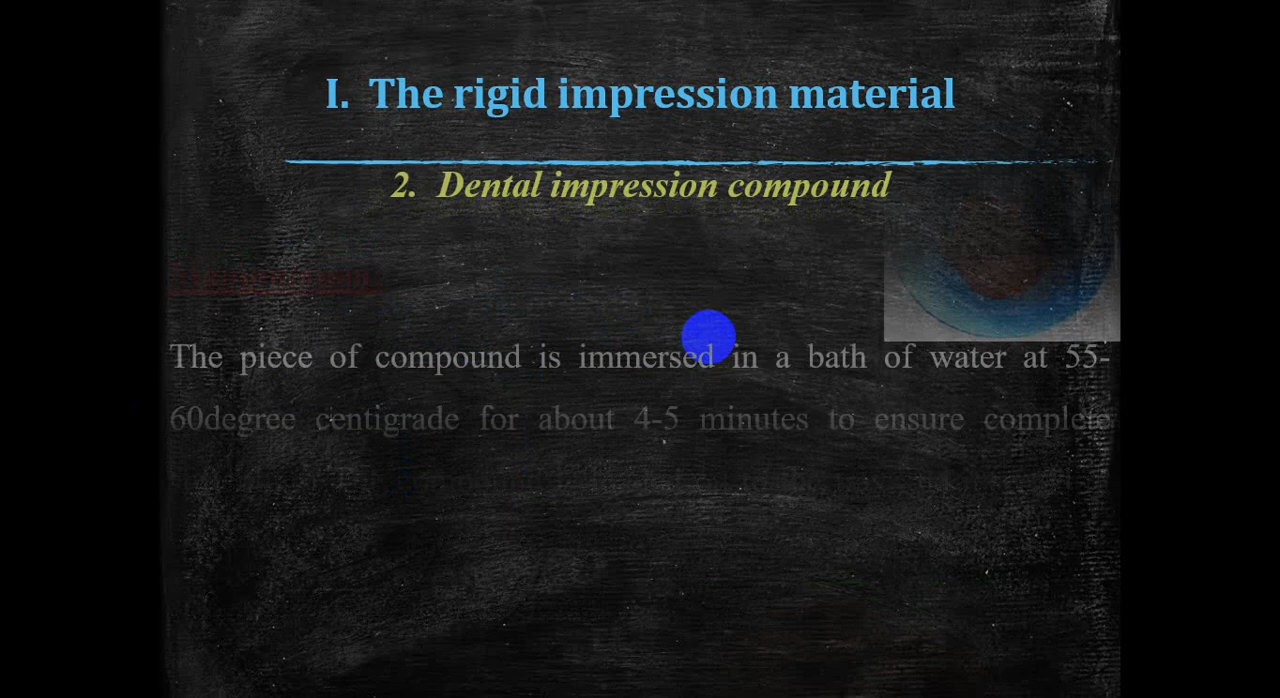 I. The rigid impression material
2. Dental impression compound
The piece of compound is immersed in a bath of water at 55-
60degree centigrade for about 4-5 minutes to ensure complete